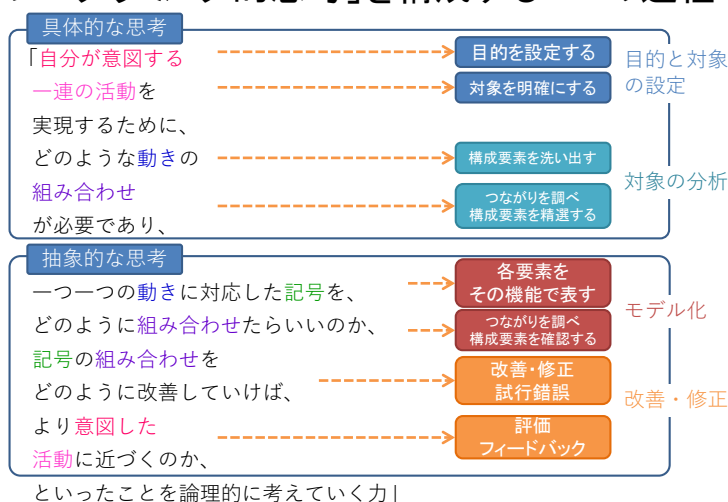 具体的な思考
「自分が意図する
一連の活動を
実現するために、
どのような動きの
組み合わせ
が必要であり、
目的を設定する
対象を明確にする
構成要素を洗い出す
つながりを調べ
構成要素を精選する
目的と対象
の設定
対象の分析
抽象的な思考
一つ一つの動きに対応した記号を、
どのように組み合わせたらいいのか、
記号の組み合わせを
どのように改善していけば、
より意図した
活動に近づくのか、
といったことを論理的に考えていく力」
各要素を
その機能で表す
つながりを調べ
構成要素を確認する
改善・修正
試行錯誤
評価
フィードバック
モデル化
改善・修正